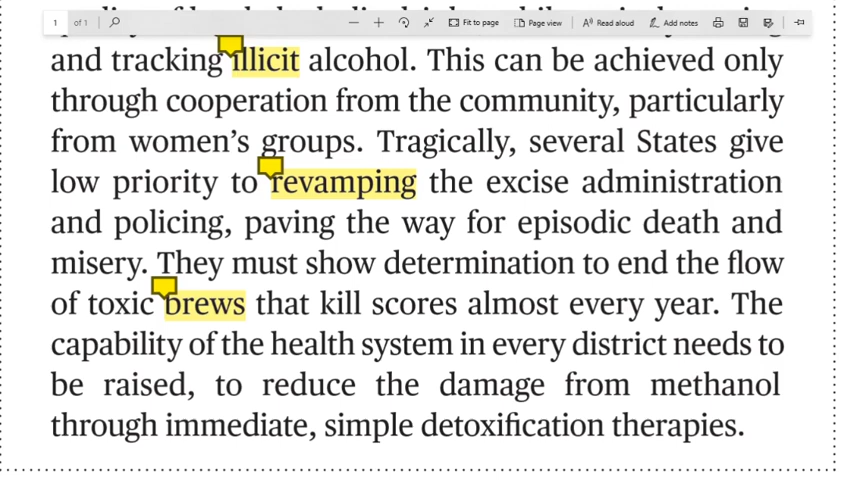 1 of 1 Fit to page Page view Read aloud Add notes
and tracking illicit alcohol. This can be achieved only
through cooperation from the community, particularly
from women's groups. Tragically, several States give
low priority to revamping the excise administration
and policing, paving the way for episodic death and
misery. They must show determination to end the flow
of toxic brews that kill scores almost every year. The
capability of the health system in every district needs to
be raised, to reduce the damage from methanol
through immediate, simple detoxification therapies.